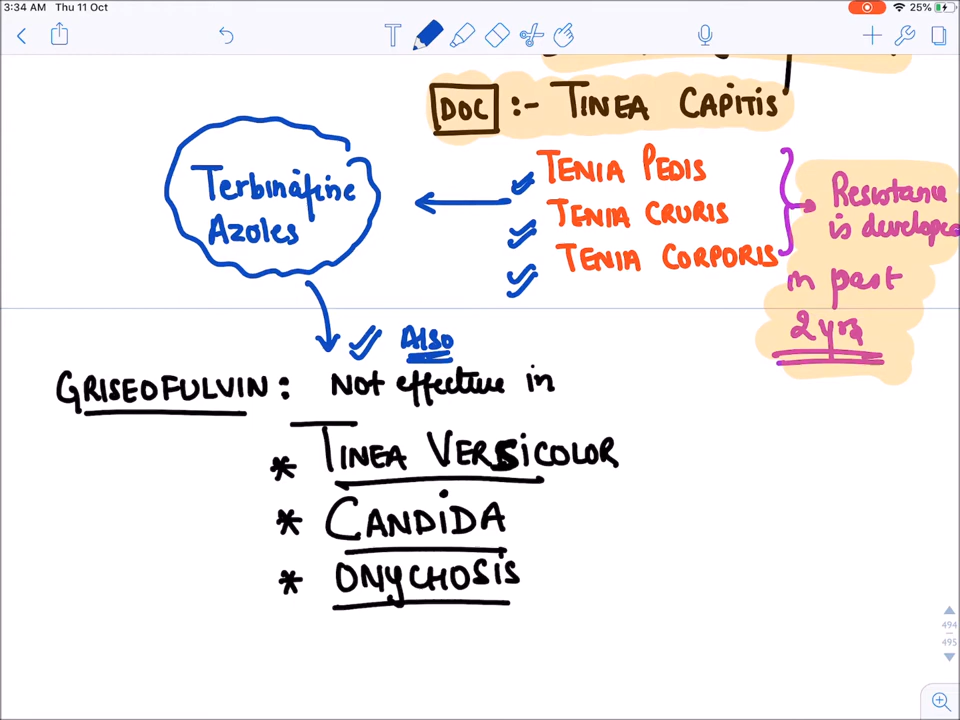 3:34 AM Thu 11 Oct
25%
T
DOC :- TINEA CAPITIS
TENIA PEDIS
TENIA CRURIS
TENIA CORPORIS
Terbinafine
Azoles
Resistance
is develope
in past
2 yrs
Also
GRISEOFULVIN : Not effective in
* TINEA VERSICOLOR
* CANDIDA
* ONYCHOSIS
494
495